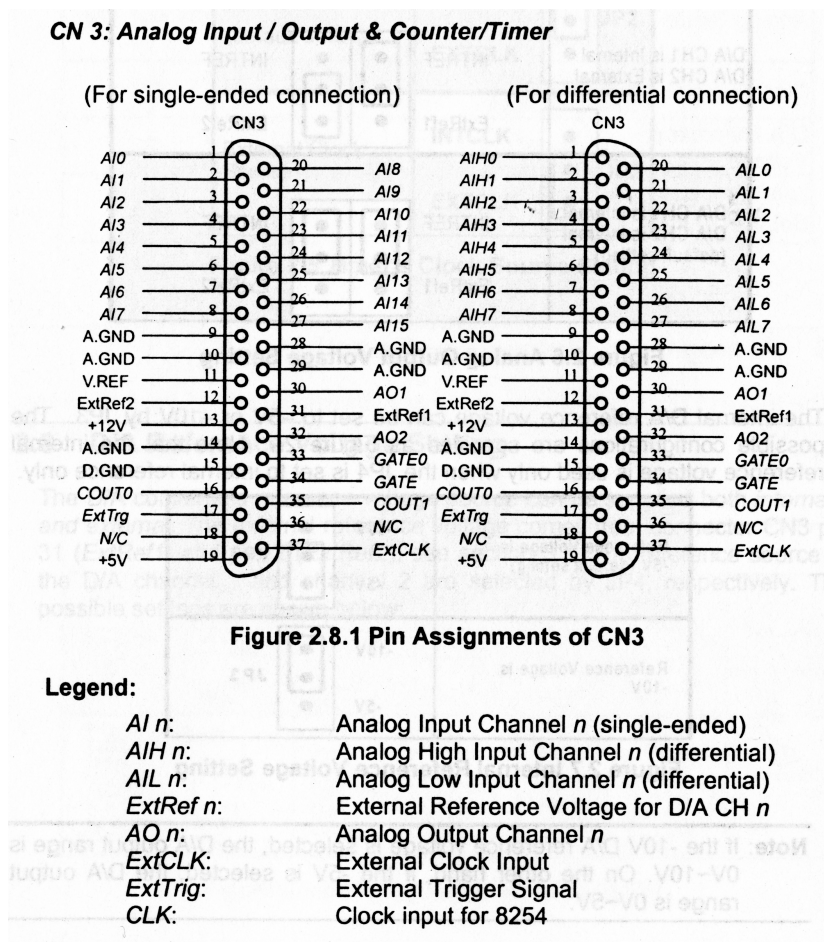 CN 3: Analog Input / Output & Counter/Timer
(For single-ended connection)
CN3
AI0 1
20 AI8
AI1 2
21 AI9
AI2 3
22 AI10
AI3 4
23 AI11
AI4 5
24 AI12
AI5 6
25 AI13
AI6 7
26 AI14
AI7 8
27 AI15
A.GND 9
28 A.GND
A.GND 10
29 A.GND
V.REF 11
30 AO1
ExtRef2 12
31 ExtRef1
+12V 13
AO2
A.GND 14
33 GATE0
D.GND 15
34 GATE
COUT0 16
35 COUT1
ExtTrg 17
36 N/C
N/C 18
37 ExtCLK
+5V 19
(For differential connection)
CN3
AIH0 1
20 AIL0
AIH1 2
21 AIL1
AIH2 3
22 AIL2
AIH3 4
23 AIL3
AIH4 5
24 AIL4
AIH5 6
25 AIL5
AIH6 7
26 AIL6
AIH7 8
27 AIL7
A.GND 9
28 A.GND
A.GND 10
29 A.GND
V.REF 11
30 AO1
ExtRef2 12
31 ExtRef1
+12V 13
AO2
A.GND 14
33 GATE0
D.GND 15
34 GATE
COUT0 16
35 COUT1
ExtTrg 17
36 N/C
N/C 18
37 ExtCLK
+5V 19
Figure 2.8.1 Pin Assignments of CN3
Legend:
AI n: Analog Input Channel n (single-ended)
AIH n: Analog High Input Channel n (differential)
AIL n: Analog Low Input Channel n (differential)
ExtRef n: External Reference Voltage for D/A CH n
AO n: Analog Output Channel n
ExtCLK: External Clock Input
ExtTrig: External Trigger Signal
CLK: Clock input for 8254